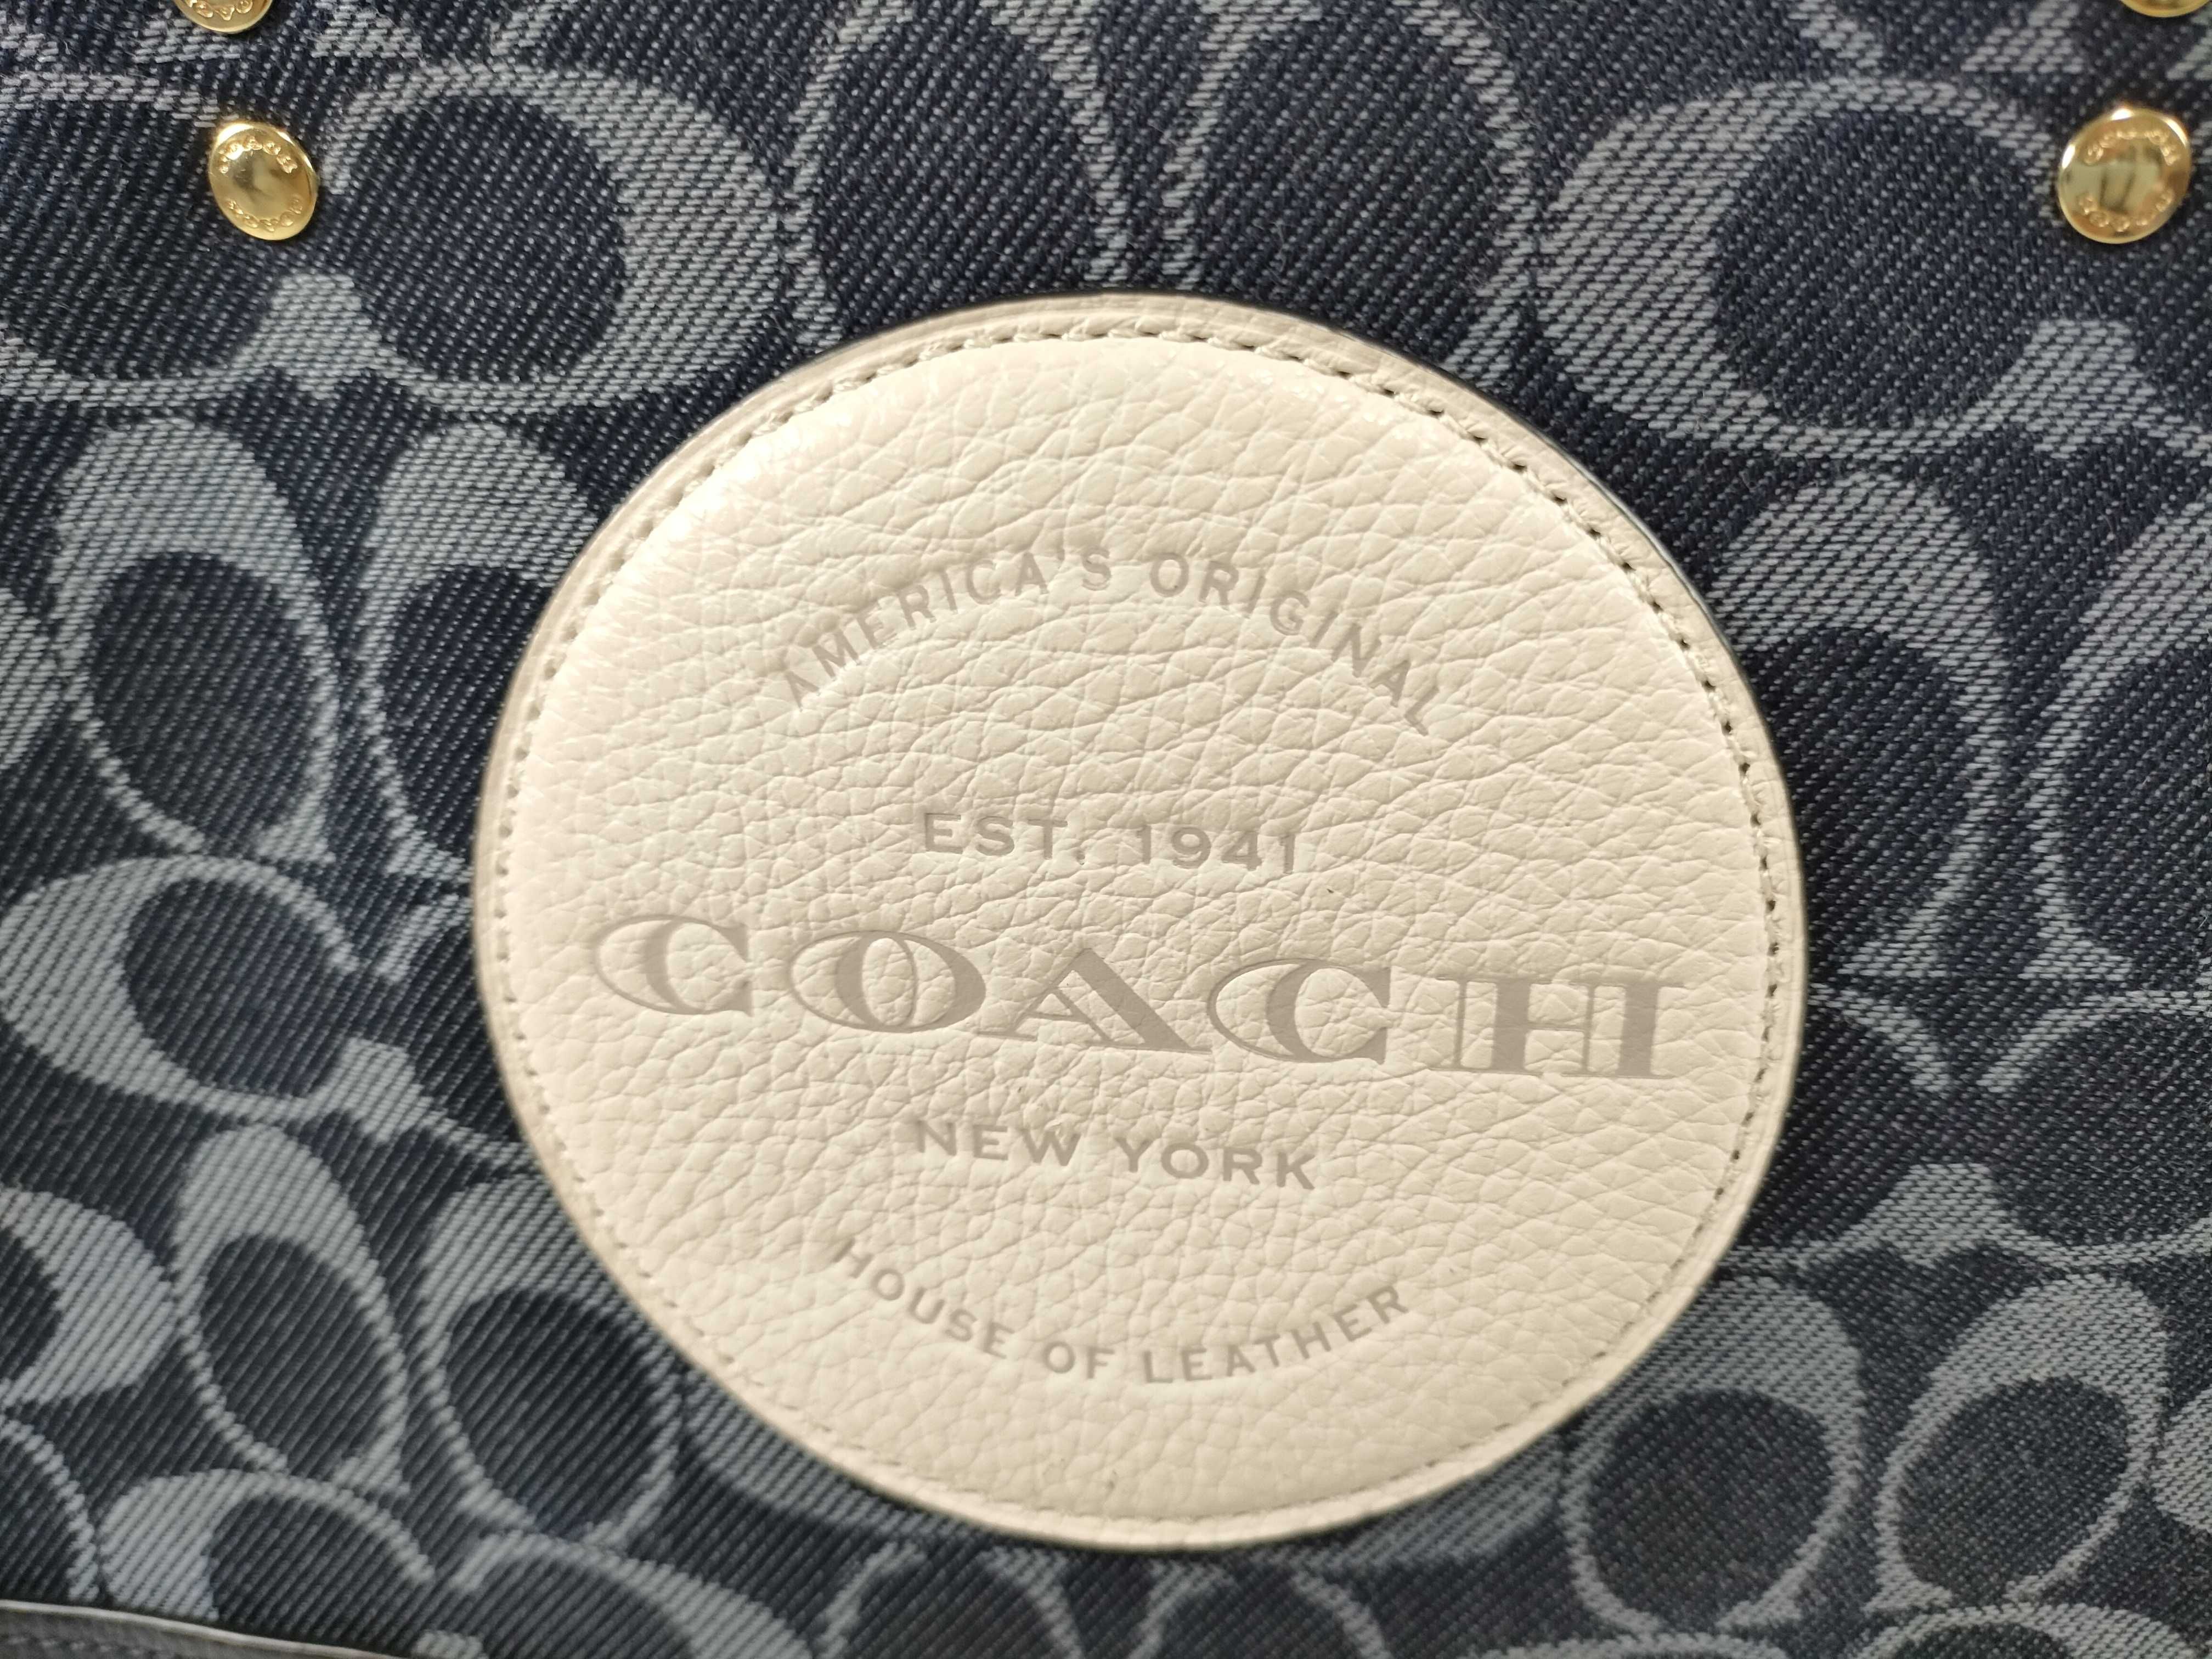 AMERICA'S ORIGINAL
EST. 1941
COACH
NEW YORK
HOUSE OF LEATHER